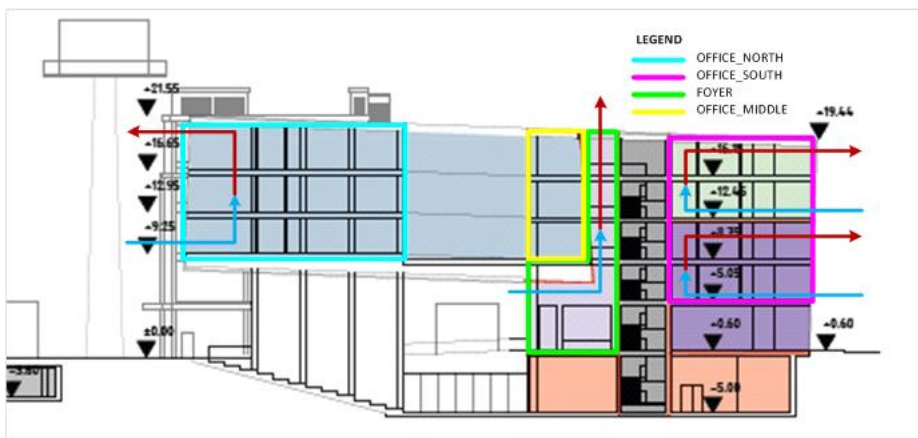 LEGEND
OFFICE_NORTH
OFFICE_SOUTH
FOYER
OFFICE_MIDDLE
+21.55
+19.44
+16.65
+12.95
+12.45
+9.25
+5.05
±0.00
+0.60
+0.60
-5.00